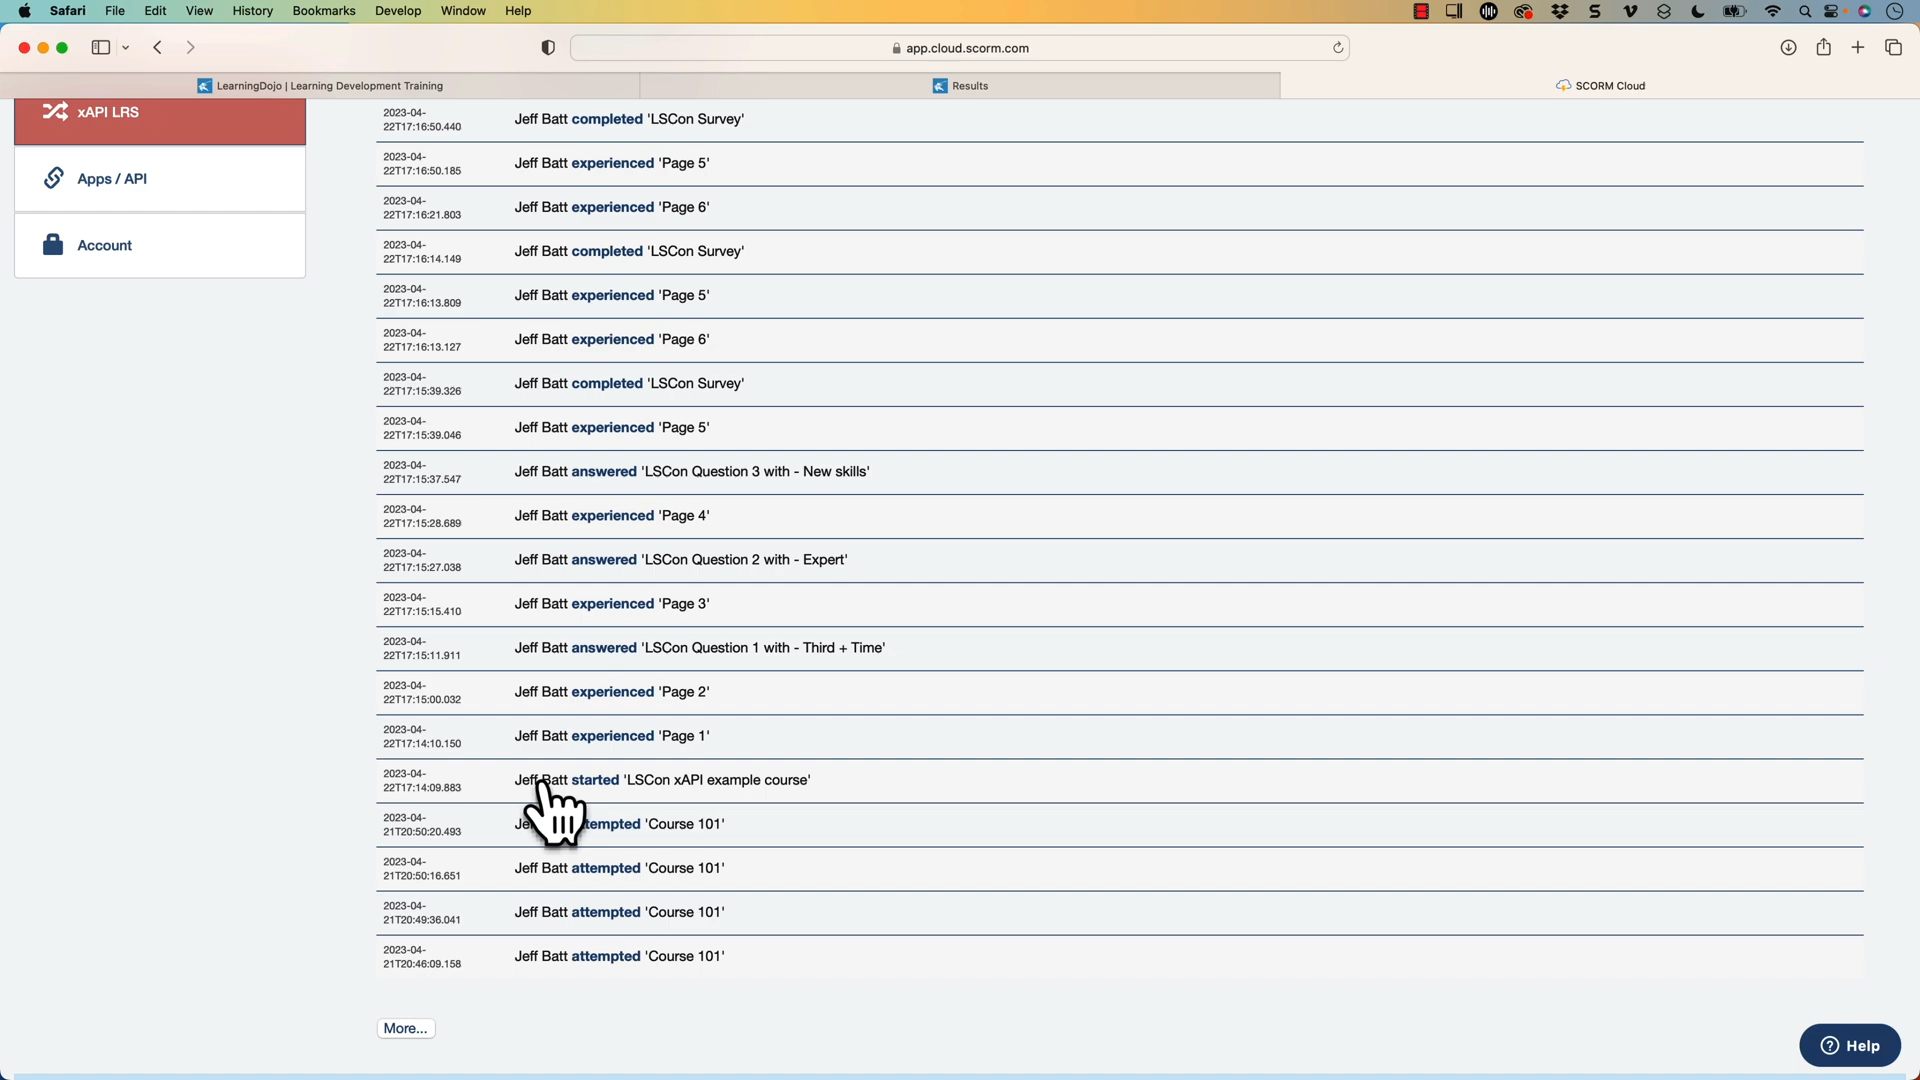 Safari File Edit View History Bookmarks Develop Window Help
app.cloud.scorm.com
LearningDojo | Learning Development Training
Results
SCORM Cloud
xAPI LRS
Apps / API
Account
2023-04-
22T17:16:50.440
Jeff Batt completed 'LSCon Survey'
2023-04-
22T17:16:50.185
Jeff Batt experienced 'Page 5'
2023-04-
22T17:16:21.803
Jeff Batt experienced 'Page 6'
2023-04-
22T17:16:14.149
Jeff Batt completed 'LSCon Survey'
2023-04-
22T17:16:13.809
Jeff Batt experienced 'Page 5'
2023-04-
22T17:16:13.127
Jeff Batt experienced 'Page 6'
2023-04-
22T17:15:39.326
Jeff Batt completed 'LSCon Survey'
2023-04-
22T17:15:39.046
Jeff Batt experienced 'Page 5'
2023-04-
22T17:15:37.547
Jeff Batt answered 'LSCon Question 3 with - New skills'
2023-04-
22T17:15:28.689
Jeff Batt experienced 'Page 4'
2023-04-
22T17:15:27.038
Jeff Batt answered 'LSCon Question 2 with - Expert'
2023-04-
22T17:15:15.410
Jeff Batt experienced 'Page 3'
2023-04-
22T17:15:11.911
Jeff Batt answered 'LSCon Question 1 with - Third + Time'
2023-04-
22T17:15:00.032
Jeff Batt experienced 'Page 2'
2023-04-
22T17:14:10.150
Jeff Batt experienced 'Page 1'
2023-04-
22T17:14:09.883
Jeff Batt started 'LSCon xAPI example course'
2023-04-
21T20:50:20.493
'Course 101'
2023-04-
21T20:50:16.651
Jeff Batt attempted 'Course 101'
2023-04-
21T20:49:36.041
Jeff Batt attempted 'Course 101'
2023-04-
21T20:46:09.158
Jeff Batt attempted 'Course 101'
More...
Help